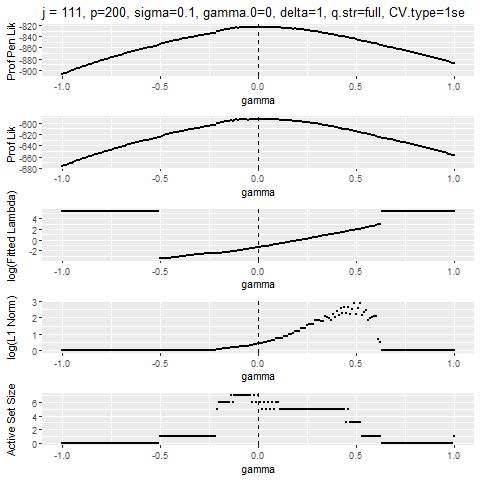 j = 111, p=200, sigma=0.1, gamma.0=0, delta=1, q.str=full, CV.type=1se
Prof Pen Lik
-820
-840
-860
-880
-900
-1.0 -0.5 0.0 0.5 1.0
gamma
Prof Lik
-600
-620
-640
-660
-680
-1.0 -0.5 0.0 0.5 1.0
gamma
log(Fitted Lambda)
4
2
0
-2
-1.0 -0.5 0.0 0.5 1.0
gamma
log(L1 Norm)
3
2
1
0
-1.0 -0.5 0.0 0.5 1.0
gamma
Active Set Size
6
4
2
0
-1.0 -0.5 0.0 0.5 1.0
gamma